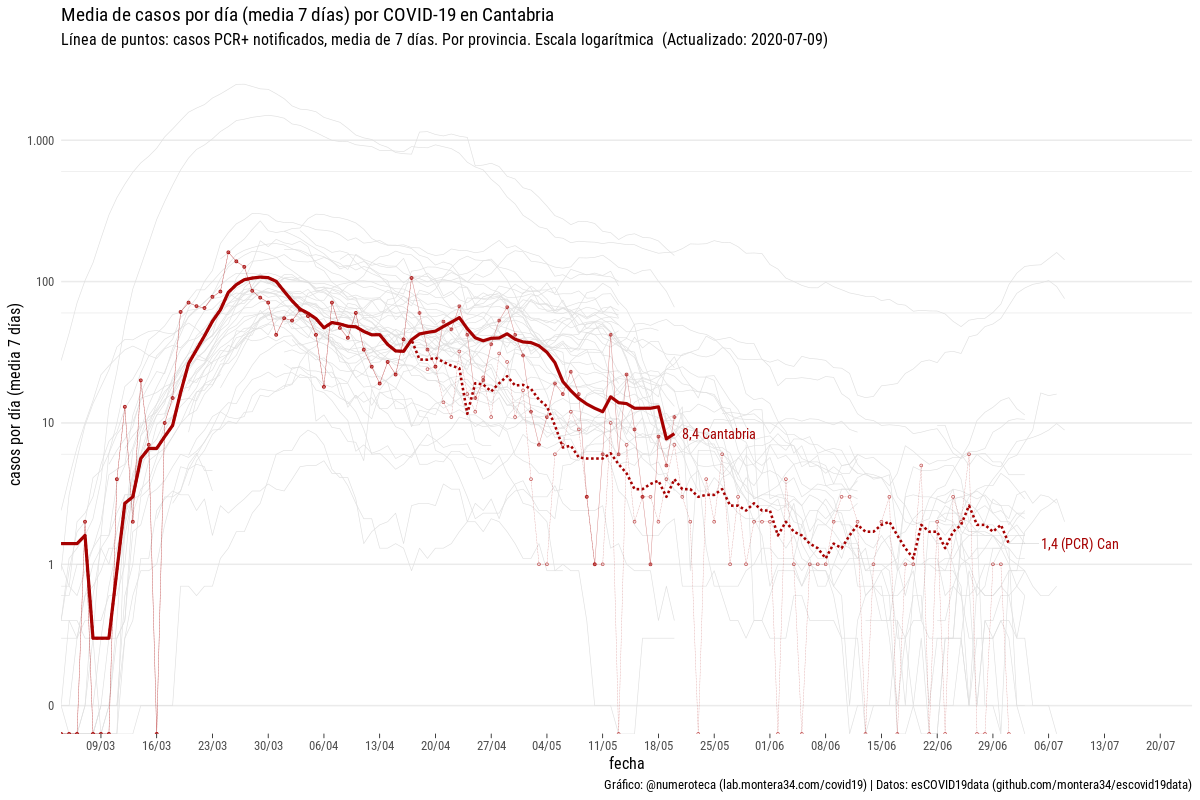 Media de casos por día (media 7 días) por COVID-19 en Cantabria
Línea de puntos: casos PCR+ notificados, media de 7 días. Por provincia. Escala logarítmica  (Actualizado: 2020-07-09)
casos por día (media 7 días)
1.000
100
10
1
0
8,4 Cantabria
1,4 (PCR) Can
09/03 16/03 23/03 30/03 06/04 13/04 20/04 27/04 04/05 11/05 18/05 25/05 01/06 08/06 15/06 22/06 29/06 06/07 13/07 20/07
fecha
Gráfico: @numeroteca (lab.montera34.com/covid19) | Datos: esCOVID19data (github.com/montera34/escovid19data)